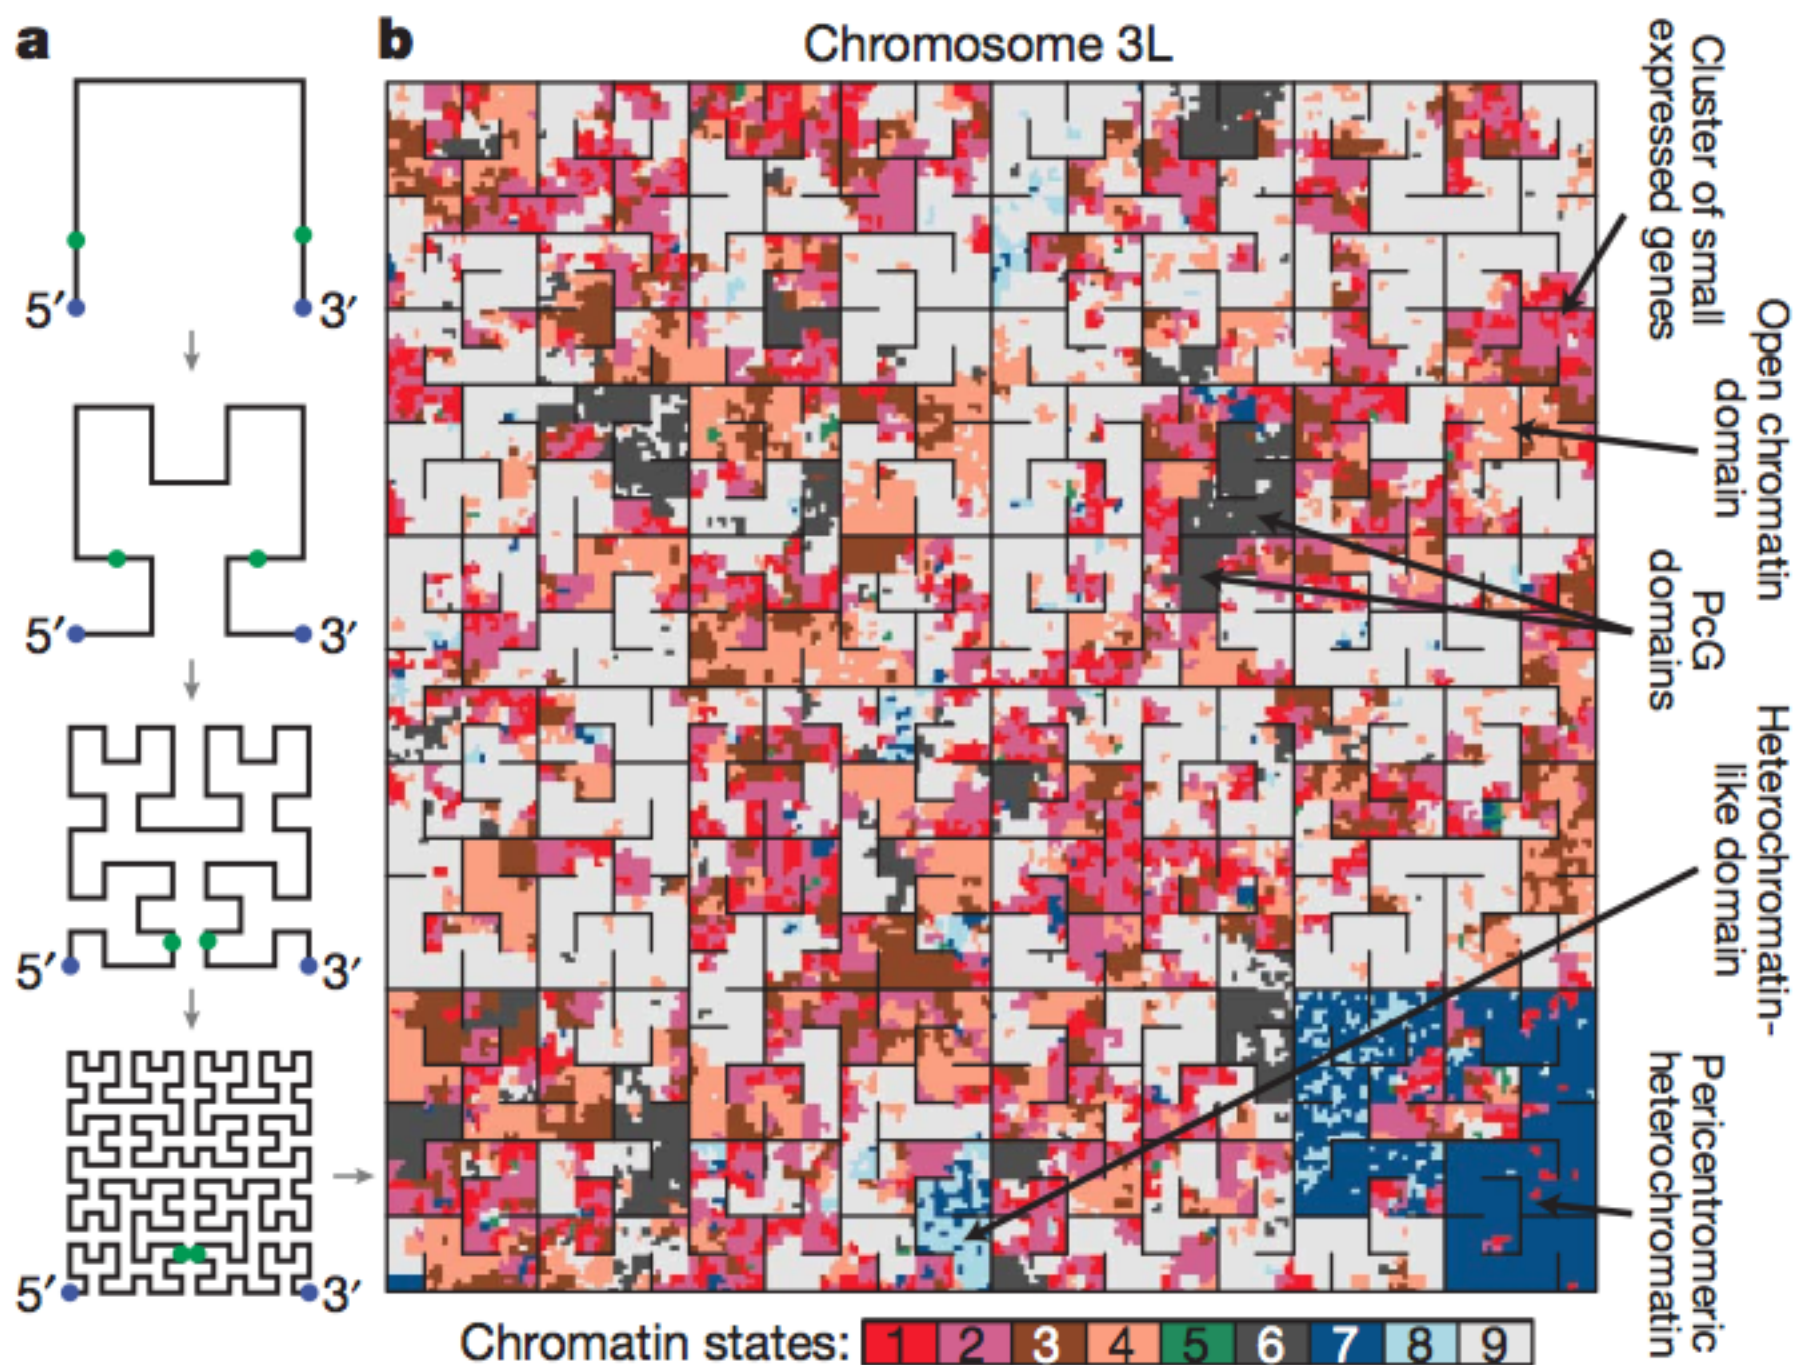 a
5′ 3′
5′ 3′
5′ 3′
5′ 3′
b
Chromosome 3L
Cluster of small
expressed genes
Open chromatin
domain
PcG
domains
Heterochromatin-
like domain
Pericentromeric
heterochromatin
Chromatin states: 1 2 3 4 5 6 7 8 9